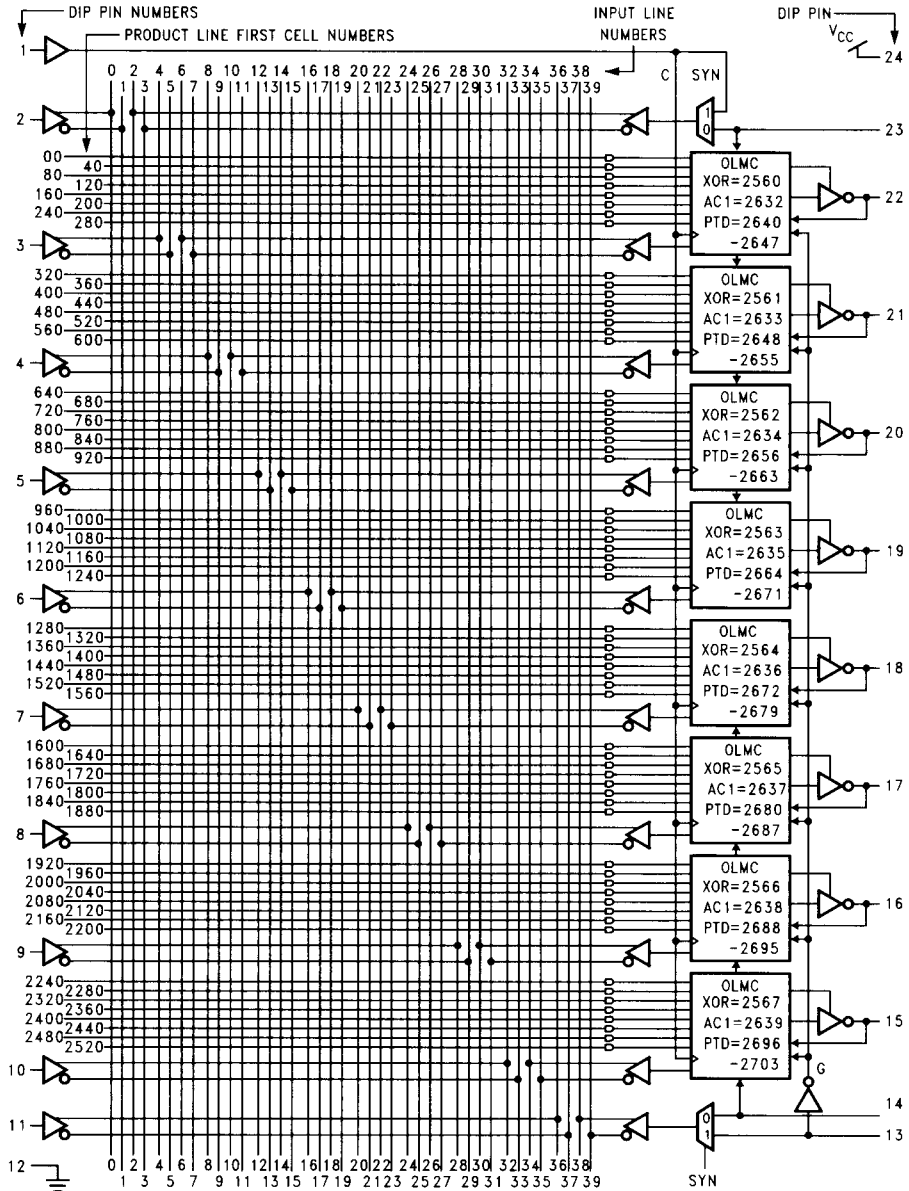 DIP PIN NUMBERS
INPUT LINE
NUMBERS
DIP PIN
PRODUCT LINE FIRST CELL NUMBERS
VCC
24
1
C
SYN
0 2 4 6 8 10 12 14 16 18 20 22 24 26 28 30 32 34 36 38
1 3 5 7 9 11 13 15 17 19 21 23 25 27 29 31 33 35 37 39
2
1
0
23
00
40
80
120
160
200
240
280
OLMC
XOR=2560
AC1=2632
PTD=2640
-2647
22
3
320
360
400
440
480
520
560
600
OLMC
XOR=2561
AC1=2633
PTD=2648
-2655
21
4
640
680
720
760
800
840
880
920
OLMC
XOR=2562
AC1=2634
PTD=2656
-2663
20
5
960
1000
1040
1080
1120
1160
1200
1240
OLMC
XOR=2563
AC1=2635
PTD=2664
-2671
19
6
1280
1320
1360
1400
1440
1480
1520
1560
OLMC
XOR=2564
AC1=2636
PTD=2672
-2679
18
7
1600
1640
1680
1720
1760
1800
1840
1880
OLMC
XOR=2565
AC1=2637
PTD=2680
-2687
17
8
1920
1960
2000
2040
2080
2120
2160
2200
OLMC
XOR=2566
AC1=2638
PTD=2688
-2695
16
9
2240
2280
2320
2360
2400
2440
2480
2520
OLMC
XOR=2567
AC1=2639
PTD=2696
-2703
15
10
G
11
0
1
14
13
SYN
12
0 2 4 6 8 10 12 14 16 18 20 22 24 26 28 30 32 34 36 38
1 3 5 7 9 11 13 15 17 19 21 23 25 27 29 31 33 35 37 39